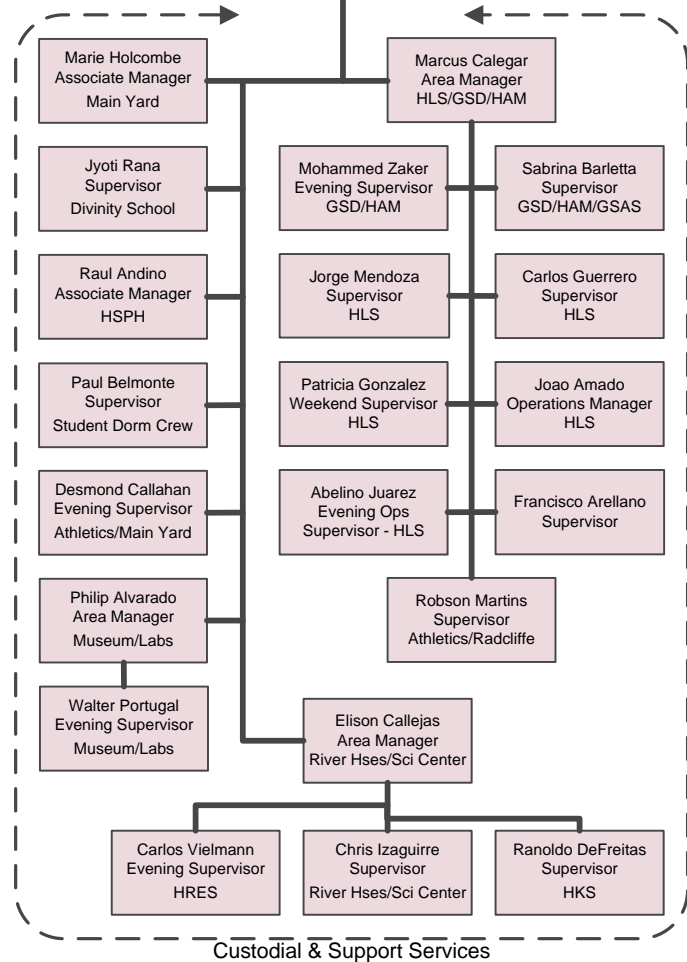 Marie Holcombe
Associate Manager
Main Yard
Marcus Calegar
Area Manager
HLS/GSD/HAM
Jyoti Rana
Supervisor
Divinity School
Mohammed Zaker
Evening Supervisor
GSD/HAM
Sabrina Barletta
Supervisor
GSD/HAM/GSAS
Raul Andino
Associate Manager
HSPH
Jorge Mendoza
Supervisor
HLS
Carlos Guerrero
Supervisor
HLS
Paul Belmonte
Supervisor
Student Dorm Crew
Patricia Gonzalez
Weekend Supervisor
HLS
Joao Amado
Operations Manager
HLS
Desmond Callahan
Evening Supervisor
Athletics/Main Yard
Abelino Juarez
Evening Ops
Supervisor - HLS
Francisco Arellano
Supervisor
Philip Alvarado
Area Manager
Museum/Labs
Robson Martins
Supervisor
Athletics/Radcliffe
Walter Portugal
Evening Supervisor
Museum/Labs
Elison Callejas
Area Manager
River Hses/Sci Center
Carlos Vielmann
Evening Supervisor
HRES
Chris Izaguirre
Supervisor
River Hses/Sci Center
Ranoldo DeFreitas
Supervisor
HKS
Custodial & Support Services